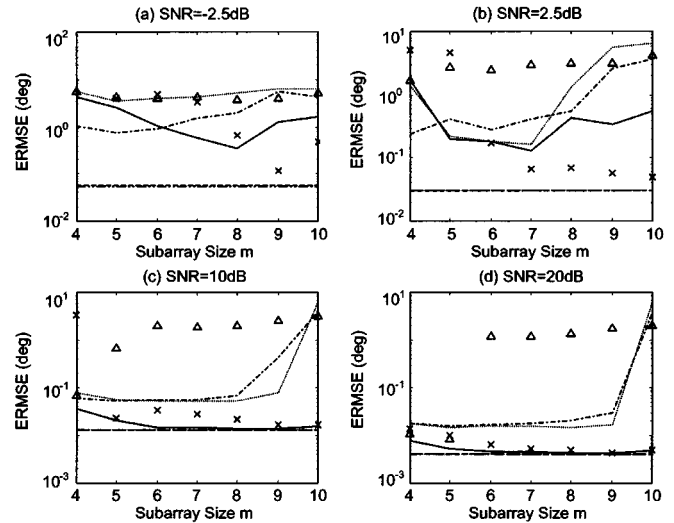 (a) SNR=-2.5dB
10^2
10^0
10^-2
ERMSE (deg)
4 5 6 7 8 9 10
Subarray Size m
(b) SNR=2.5dB
10^1
10^0
10^-1
10^-2
ERMSE (deg)
4 5 6 7 8 9 10
Subarray Size m
(c) SNR=10dB
10^1
10^-1
10^-3
ERMSE (deg)
4 5 6 7 8 9 10
Subarray Size m
(d) SNR=20dB
10^1
10^-1
10^-3
ERMSE (deg)
4 5 6 7 8 9 10
Subarray Size m